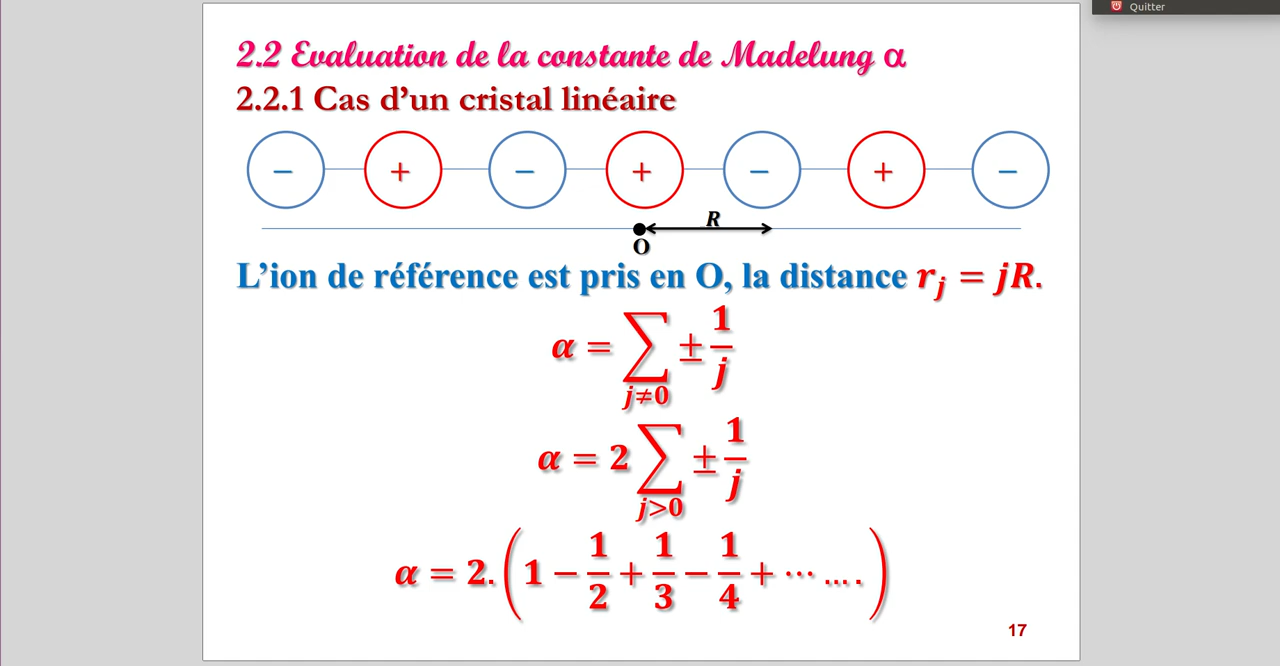 Quitter
2.2 Evaluation de la constante de Madelung α
2.2.1 Cas d’un cristal linéaire
− + − + − + −
R
O
L’ion de référence est pris en O, la distance r_j = jR.
α = ∑_{j≠0} ± 1/j
α = 2 ∑_{j>0} ± 1/j
α = 2. (1 − 1/2 + 1/3 − 1/4 + ⋯ … .)
17